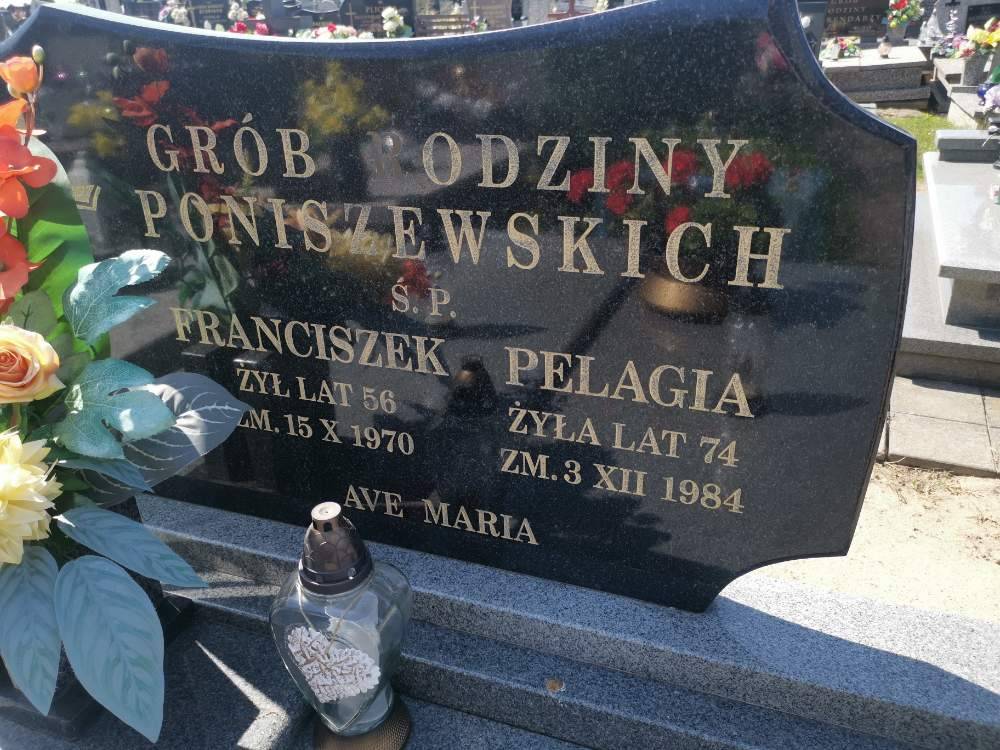 GRÓB RODZINY
PONISZEWSKICH
Ś. P.
FRANCISZEK
ŻYŁ LAT 56
ZM. 15 X 1970
PELAGIA
ŻYŁA LAT 74
ZM. 3 XII 1984
AVE MARIA